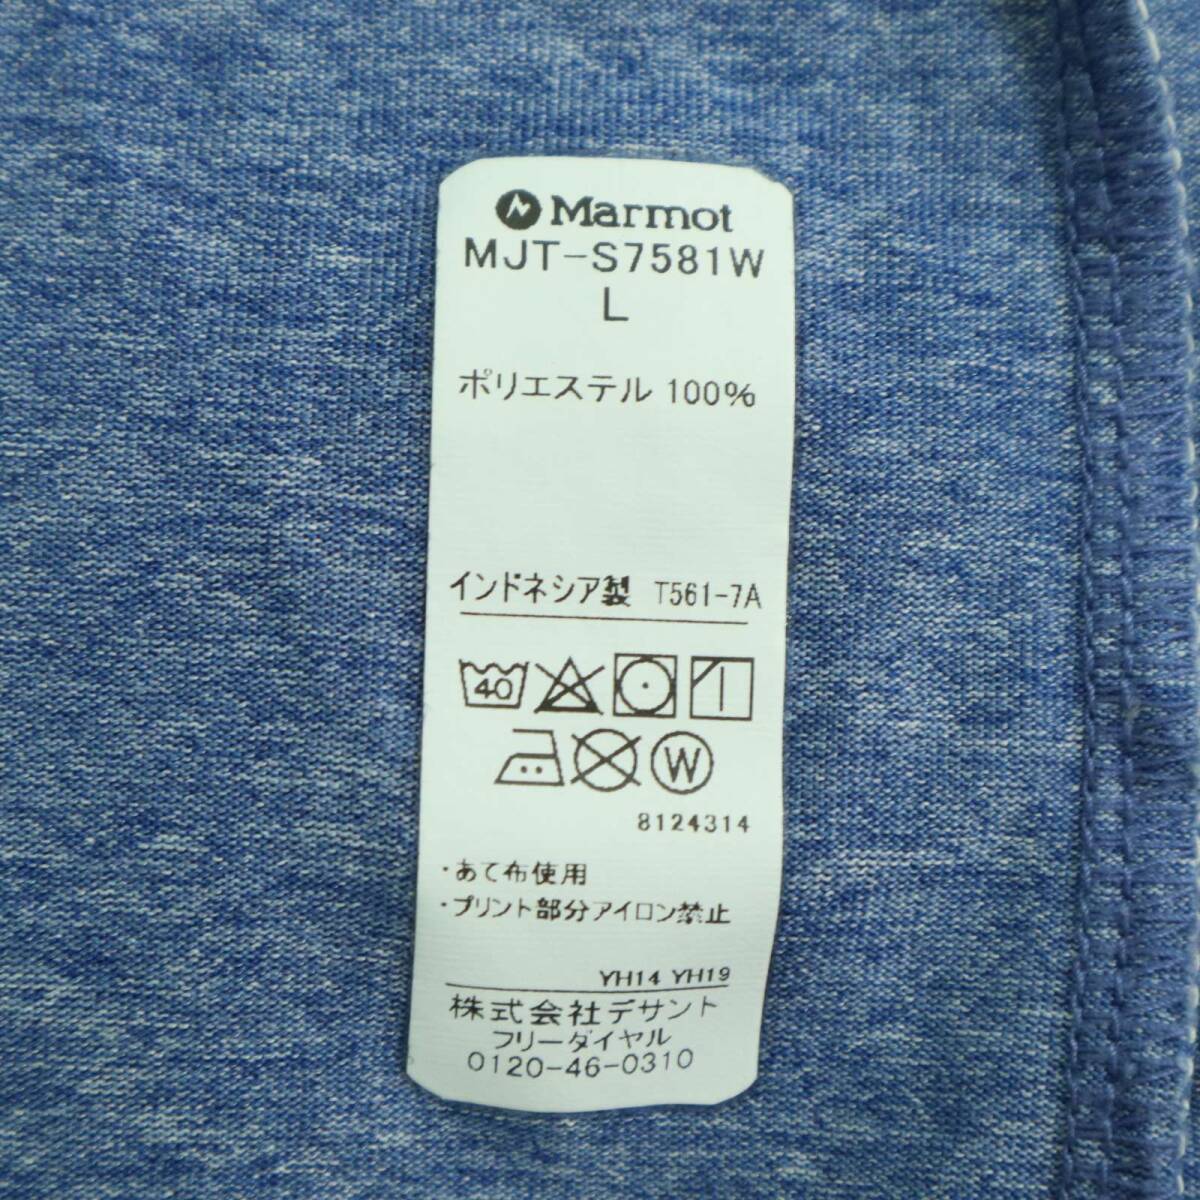 Marmot
MJT-S7581W
L
ポリエステル 100%
インドネシア製 T561-7A
40
W
8124314
・あて布使用
・プリント部分アイロン禁止
YH14 YH19
株式会社デサント
フリーダイヤル
0120-46-0310